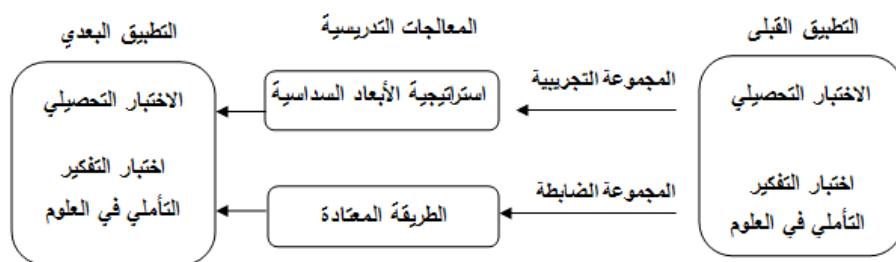 التطبيق القبلى
المعالجات التدريسية
التطبيق البعدي
الاختبار التحصيلي
اختبار التفكير
التأملي في العلوم
المجموعة التجريبية
المجموعة الضابطة
استراتيجية الأبعاد السداسية
الطريقة المعتادة
الاختبار التحصيلي
اختبار التفكير
التأملي في العلوم